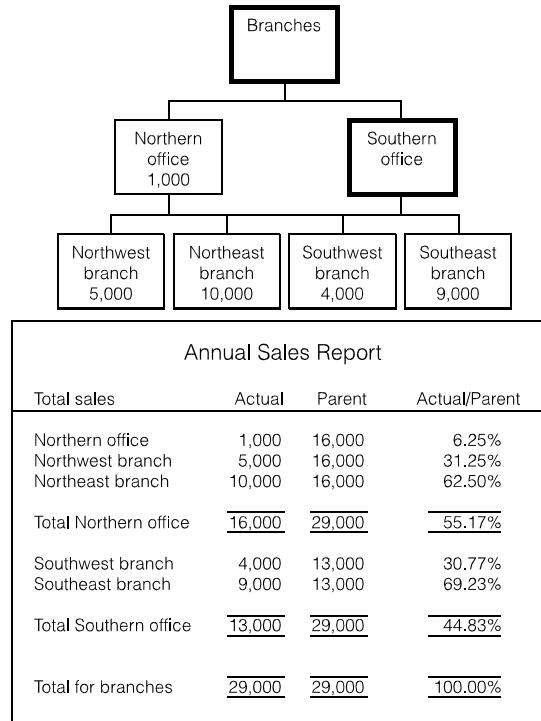 Branches
Northern office 1,000
Southern office
Northwest branch 5,000
Northeast branch 10,000
Southwest branch 4,000
Southeast branch 9,000
Annual Sales Report
Total sales Actual Parent Actual/Parent
Northern office 1,000 16,000 6.25%
Northwest branch 5,000 16,000 31.25%
Northeast branch 10,000 16,000 62.50%
Total Northern office 16,000 29,000 55.17%
Southwest branch 4,000 13,000 30.77%
Southeast branch 9,000 13,000 69.23%
Total Southern office 13,000 29,000 44.83%
Total for branches 29,000 29,000 100.00%